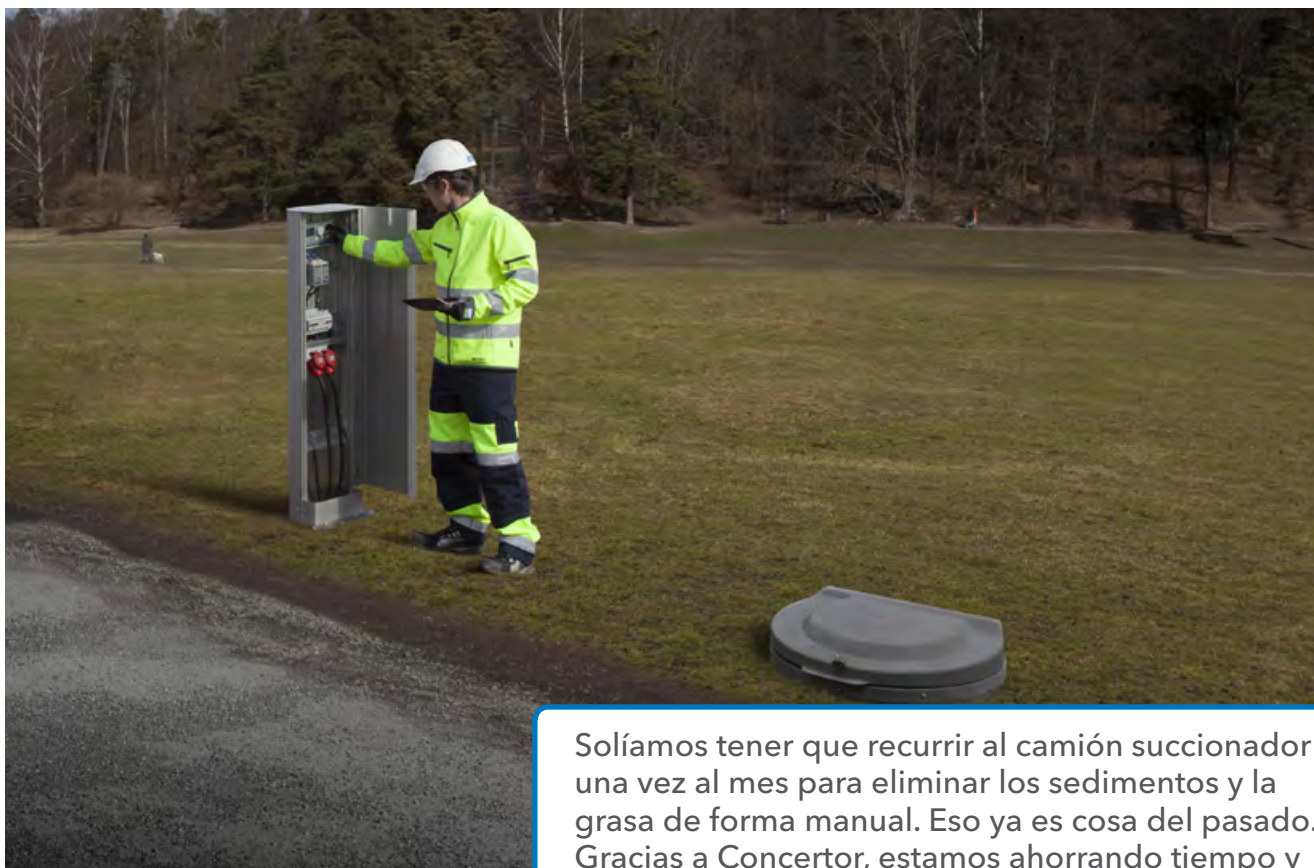 Solíamos tener que recurrir al camión succionador
una vez al mes para eliminar los sedimentos y la
grasa de forma manual. Eso ya es cosa del pasado.
Gracias a Concertor, estamos ahorrando tiempo y